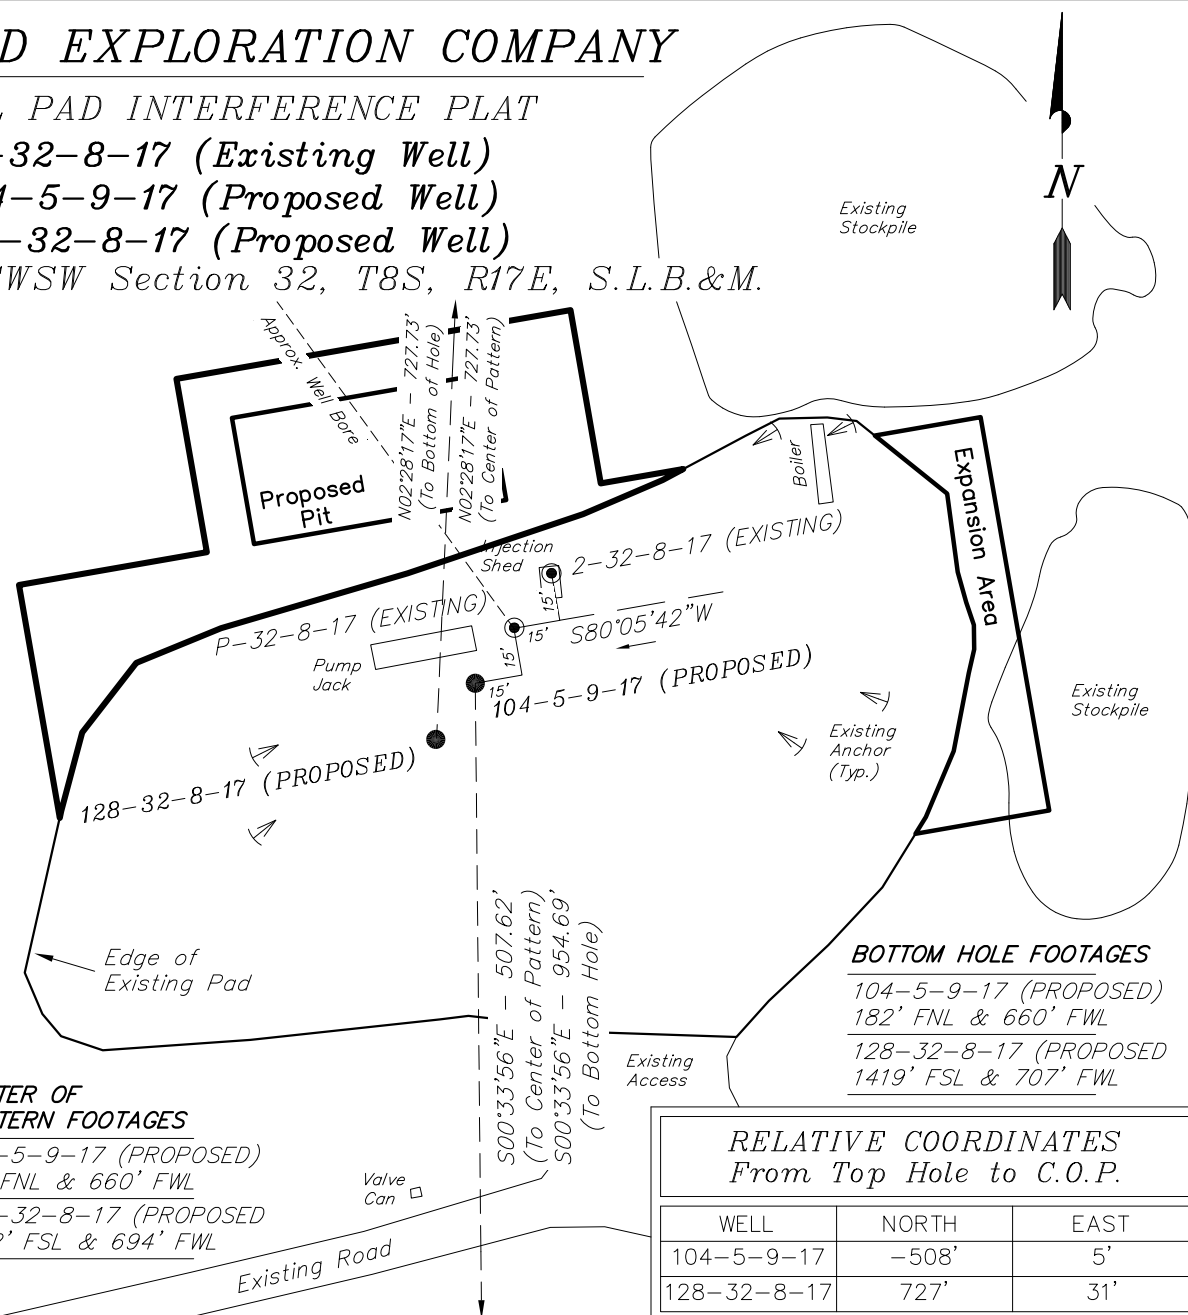 D EXPLORATION COMPANY
PAD INTERFERENCE PLAT
-32-8-17 (Existing Well)
-5-9-17 (Proposed Well)
-32-8-17 (Proposed Well)
SWSW Section 32, T8S, R17E, S.L.B.&M.
N
Existing
Stockpile
Approx. Well Bore
N02°28'17"E - 727.73'
(To Bottom of Hole)
N02°28'17"E - 727.73'
(To Center of Pattern)
Boiler
Expansion Area
Proposed
Pit
Injection
Shed
2-32-8-17 (EXISTING)
15'
P-32-8-17 (EXISTING)
15'
S80°05'42"W
15'
Pump
Jack
15'
104-5-9-17 (PROPOSED)
Existing
Stockpile
Existing
Anchor
(Typ.)
128-32-8-17 (PROPOSED)
S00°33'56"E - 507.62'
(To Center of Pattern)
S00°33'56"E - 954.69'
(To Bottom Hole)
Edge of
Existing Pad
BOTTOM HOLE FOOTAGES
104-5-9-17 (PROPOSED)
182' FNL & 660' FWL
128-32-8-17 (PROPOSED
1419' FSL & 707' FWL
Existing
Access
TER OF
TERN FOOTAGES
-5-9-17 (PROPOSED)
FNL & 660' FWL
-32-8-17 (PROPOSED
' FSL & 694' FWL
Valve
Can
Existing Road
RELATIVE COORDINATES
From Top Hole to C.O.P.
WELL NORTH EAST
104-5-9-17 -508' 5'
128-32-8-17 727' 31'